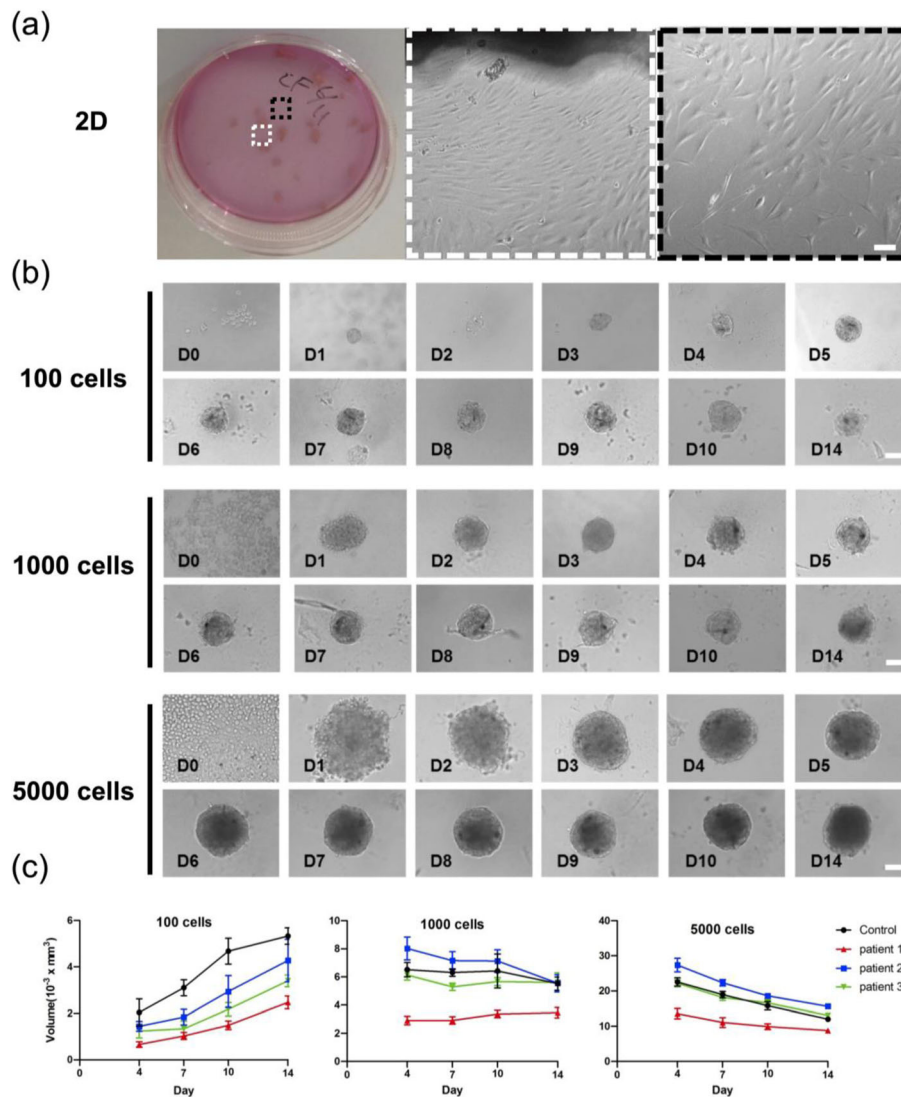 (a)
2D
CFU
(b)
100 cells
D0 D1 D2 D3 D4 D5
D6 D7 D8 D9 D10 D14
1000 cells
D0 D1 D2 D3 D4 D5
D6 D7 D8 D9 D10 D14
5000 cells
D0 D1 D2 D3 D4 D5
D6 D7 D8 D9 D10 D14
(c)
100 cells
Volume(10⁻³ x mm³)
6
4
2
0
0 4 7 10 14
Day
1000 cells
10
8
6
4
2
0
0 4 7 10 14
Day
5000 cells
30
20
10
0
0 4 7 10 14
Day
Control
patient 1
patient 2
patient 3